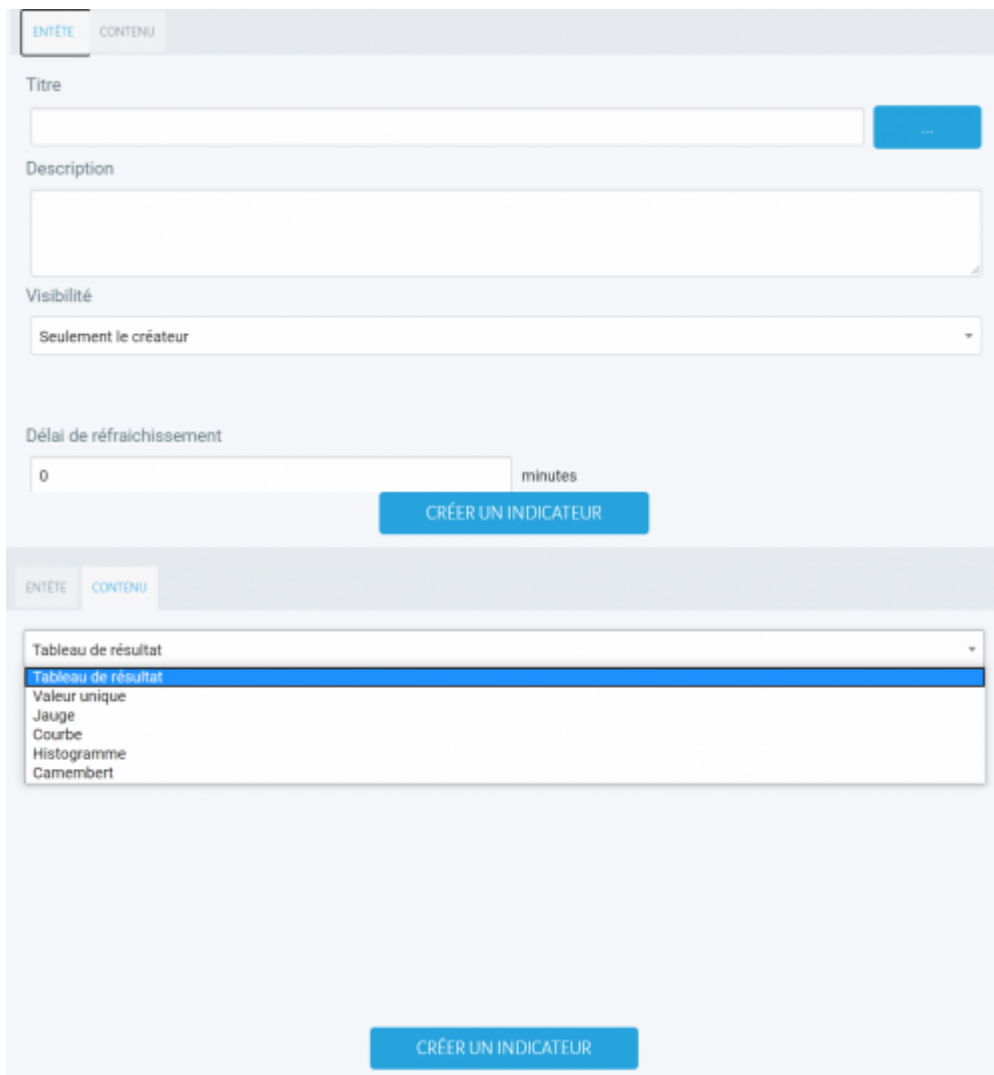 ENTÊTE CONTENU
Titre
...
Description
Visibilité
Seulement le créateur
Délai de réfraichissement
0 minutes
CRÉER UN INDICATEUR
ENTÊTE CONTENU
Tableau de résultat
Tableau de résultat
Valeur unique
Jauge
Courbe
Histogramme
Camembert
CRÉER UN INDICATEUR